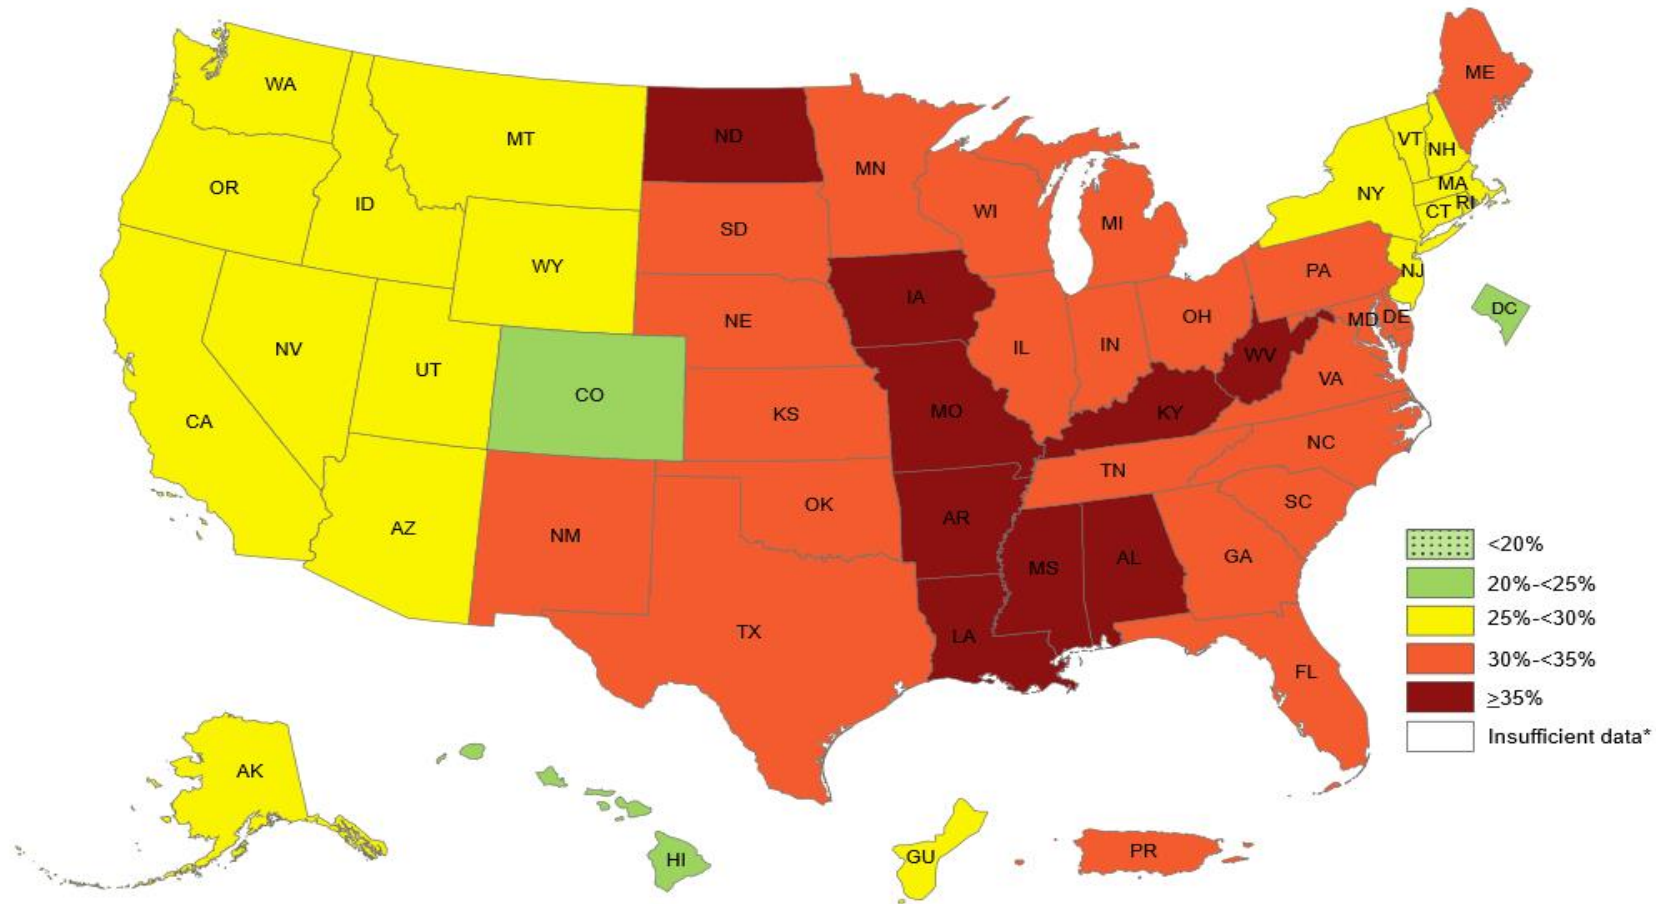 WA
MT
ND
MN
ME
OR
ID
SD
WI
MI
NY
VT
NH
MA
CT
RI
WY
NE
IA
IL
IN
OH
PA
NJ
DC
MD
DE
NV
UT
CO
CA
KS
MO
KY
WV
VA
AZ
NM
OK
AR
TN
NC
SC
TX
LA
MS
AL
GA
FL
AK
HI
GU
PR
<20%
20%-<25%
25%-<30%
30%-<35%
≥35%
Insufficient data*